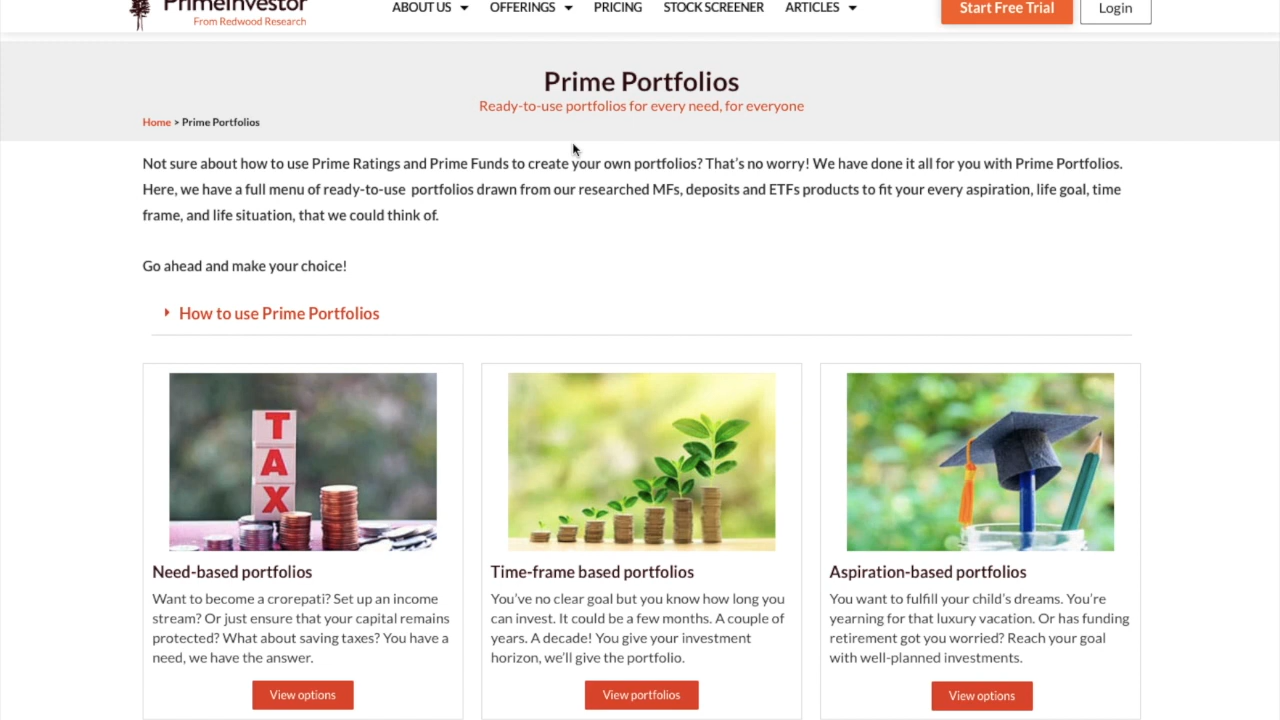 PrimeInvestor
From Redwood Research
ABOUT US
OFFERINGS
PRICING
STOCK SCREENER
ARTICLES
Start Free Trial
Login
Prime Portfolios
Ready-to-use portfolios for every need, for everyone
Home > Prime Portfolios
Not sure about how to use Prime Ratings and Prime Funds to create your own portfolios? That's no worry! We have done it all for you with Prime Portfolios.
Here, we have a full menu of ready-to-use portfolios drawn from our researched MFs, deposits and ETFs products to fit your every aspiration, life goal, time
frame, and life situation, that we could think of.
Go ahead and make your choice!
How to use Prime Portfolios
T
A
X
Need-based portfolios
Want to become a crorepati? Set up an income
stream? Or just ensure that your capital remains
protected? What about saving taxes? You have a
need, we have the answer.
View options
Time-frame based portfolios
You've no clear goal but you know how long you
can invest. It could be a few months. A couple of
years. A decade! You give your investment
horizon, we'll give the portfolio.
View portfolios
Aspiration-based portfolios
You want to fulfill your child's dreams. You're
yearning for that luxury vacation. Or has funding
retirement got you worried? Reach your goal
with well-planned investments.
View options